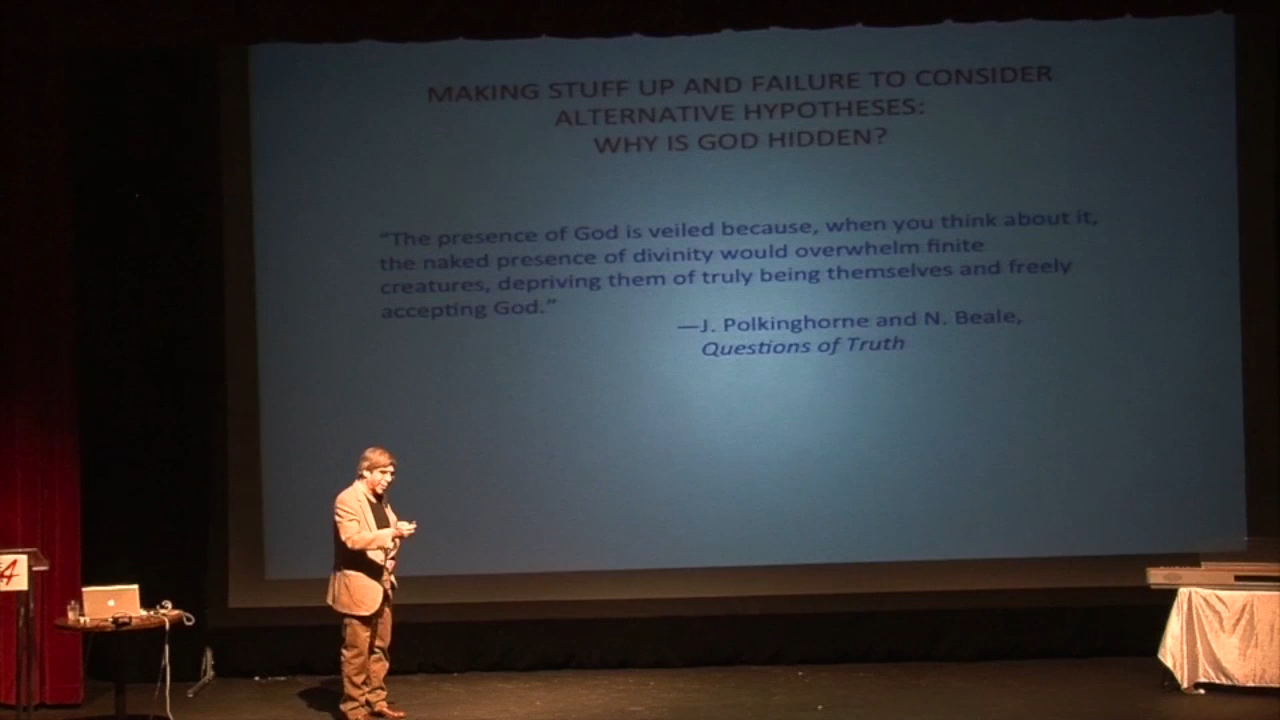 MAKING STUFF UP AND FAILURE TO CONSIDER
ALTERNATIVE HYPOTHESES:
WHY IS GOD HIDDEN?
“The presence of God is veiled because, when you think about it,
the naked presence of divinity would overwhelm finite
creatures, depriving them of truly being themselves and freely
accepting God.”
—J. Polkinghorne and N. Beale,
Questions of Truth
A